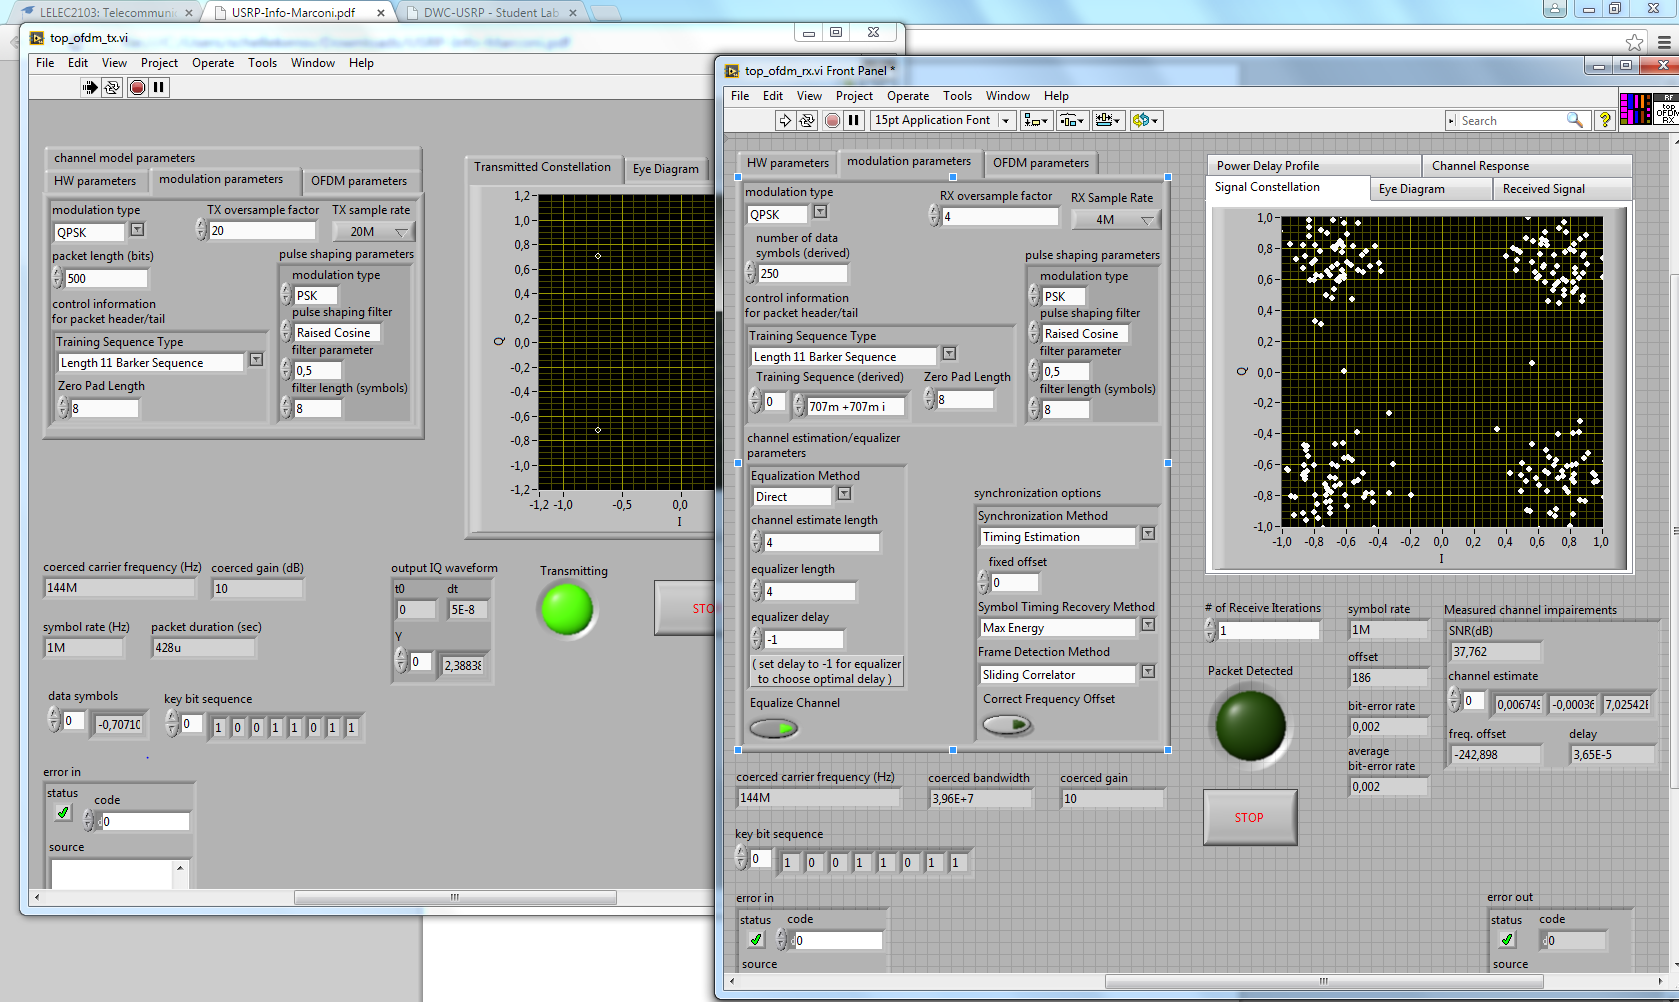 LELEC2103: Telecommunic
USRP-Info-Marconi.pdf
DWC-USRP - Student Lab
top_ofdm_tx.vi
File Edit View Project Operate Tools Window Help
channel model parameters
HW parameters modulation parameters OFDM parameters
modulation type
QPSK
TX oversample factor
20
TX sample rate
20M
packet length (bits)
500
control information
for packet header/tail
Training Sequence Type
Length 11 Barker Sequence
Zero Pad Length
8
pulse shaping parameters
modulation type
PSK
pulse shaping filter
Raised Cosine
filter parameter
0,5
filter length (symbols)
8
Transmitted Constellation Eye Diagram
1,2
1,0
0,8
0,6
0,4
0,2
0,0
-0,2
-0,4
-0,6
-0,8
-1,0
-1,2
Q
-1,2 -1,0 -0,5 0,0
I
coerced carrier frequency (Hz)
144M
coerced gain (dB)
10
symbol rate (Hz)
1M
packet duration (sec)
428u
output IQ waveform
t0 dt
0 5E-8
Y
0 2,38838
Transmitting
STO
data symbols
0 -0,70710
key bit sequence
0 1 0 0 1 1 0 1 1
error in
status code
0
source
top_ofdm_rx.vi Front Panel *
File Edit View Project Operate Tools Window Help
15pt Application Font
Search
?
RF
top
OFDM
RX
HW parameters modulation parameters OFDM parameters
modulation type
QPSK
RX oversample factor
4
RX Sample Rate
4M
number of data
symbols (derived)
250
control information
for packet header/tail
Training Sequence Type
Length 11 Barker Sequence
Training Sequence (derived)
0 707m +707m i
Zero Pad Length
8
pulse shaping parameters
modulation type
PSK
pulse shaping filter
Raised Cosine
filter parameter
0,5
filter length (symbols)
8
channel estimation/equalizer
parameters
Equalization Method
Direct
channel estimate length
4
equalizer length
4
equalizer delay
-1
( set delay to -1 for equalizer
to choose optimal delay )
Equalize Channel
synchronization options
Synchronization Method
Timing Estimation
fixed offset
0
Symbol Timing Recovery Method
Max Energy
Frame Detection Method
Sliding Correlator
Correct Frequency Offset
coerced carrier frequency (Hz)
144M
coerced bandwidth
3,96E+7
coerced gain
10
key bit sequence
0 1 0 0 1 1 0 1 1
error in
status code
0
source
Power Delay Profile Channel Response
Signal Constellation Eye Diagram Received Signal
1,0
0,8
0,6
0,4
0,2
0,0
-0,2
-0,4
-0,6
-0,8
-1,0
Q
-1,0 -0,8 -0,6 -0,4 -0,2 0,0 0,2 0,4 0,6 0,8 1,0
I
# of Receive Iterations
1
Packet Detected
STOP
symbol rate
1M
offset
186
bit-error rate
0,002
average
bit-error rate
0,002
Measured channel impairements
SNR(dB)
37,762
channel estimate
0 0,006749 -0,00036 7,02542E
freq. offset
-242,898
delay
3,65E-5
error out
status code
0
source